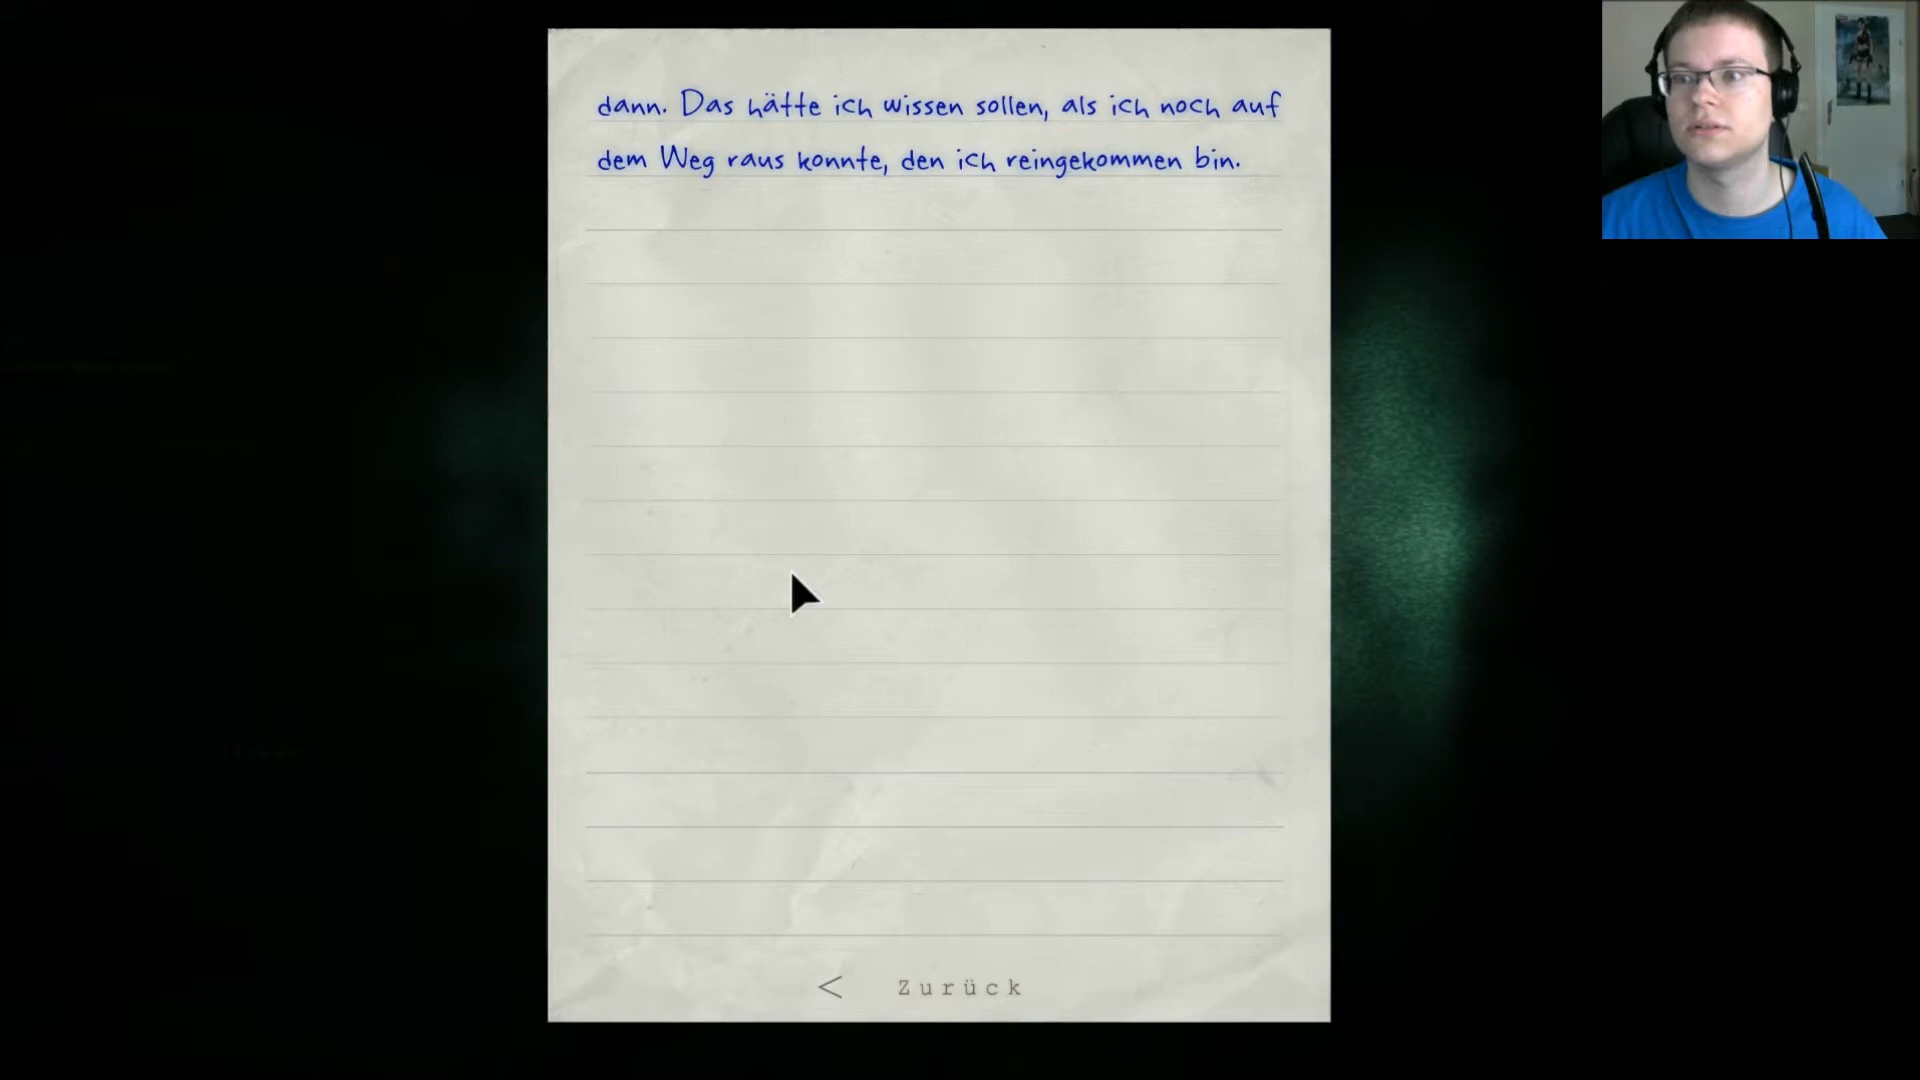 dann. Das hätte ich wissen sollen, als ich noch auf
dem Weg raus konnte, den ich reingekommen bin.
< Zurück